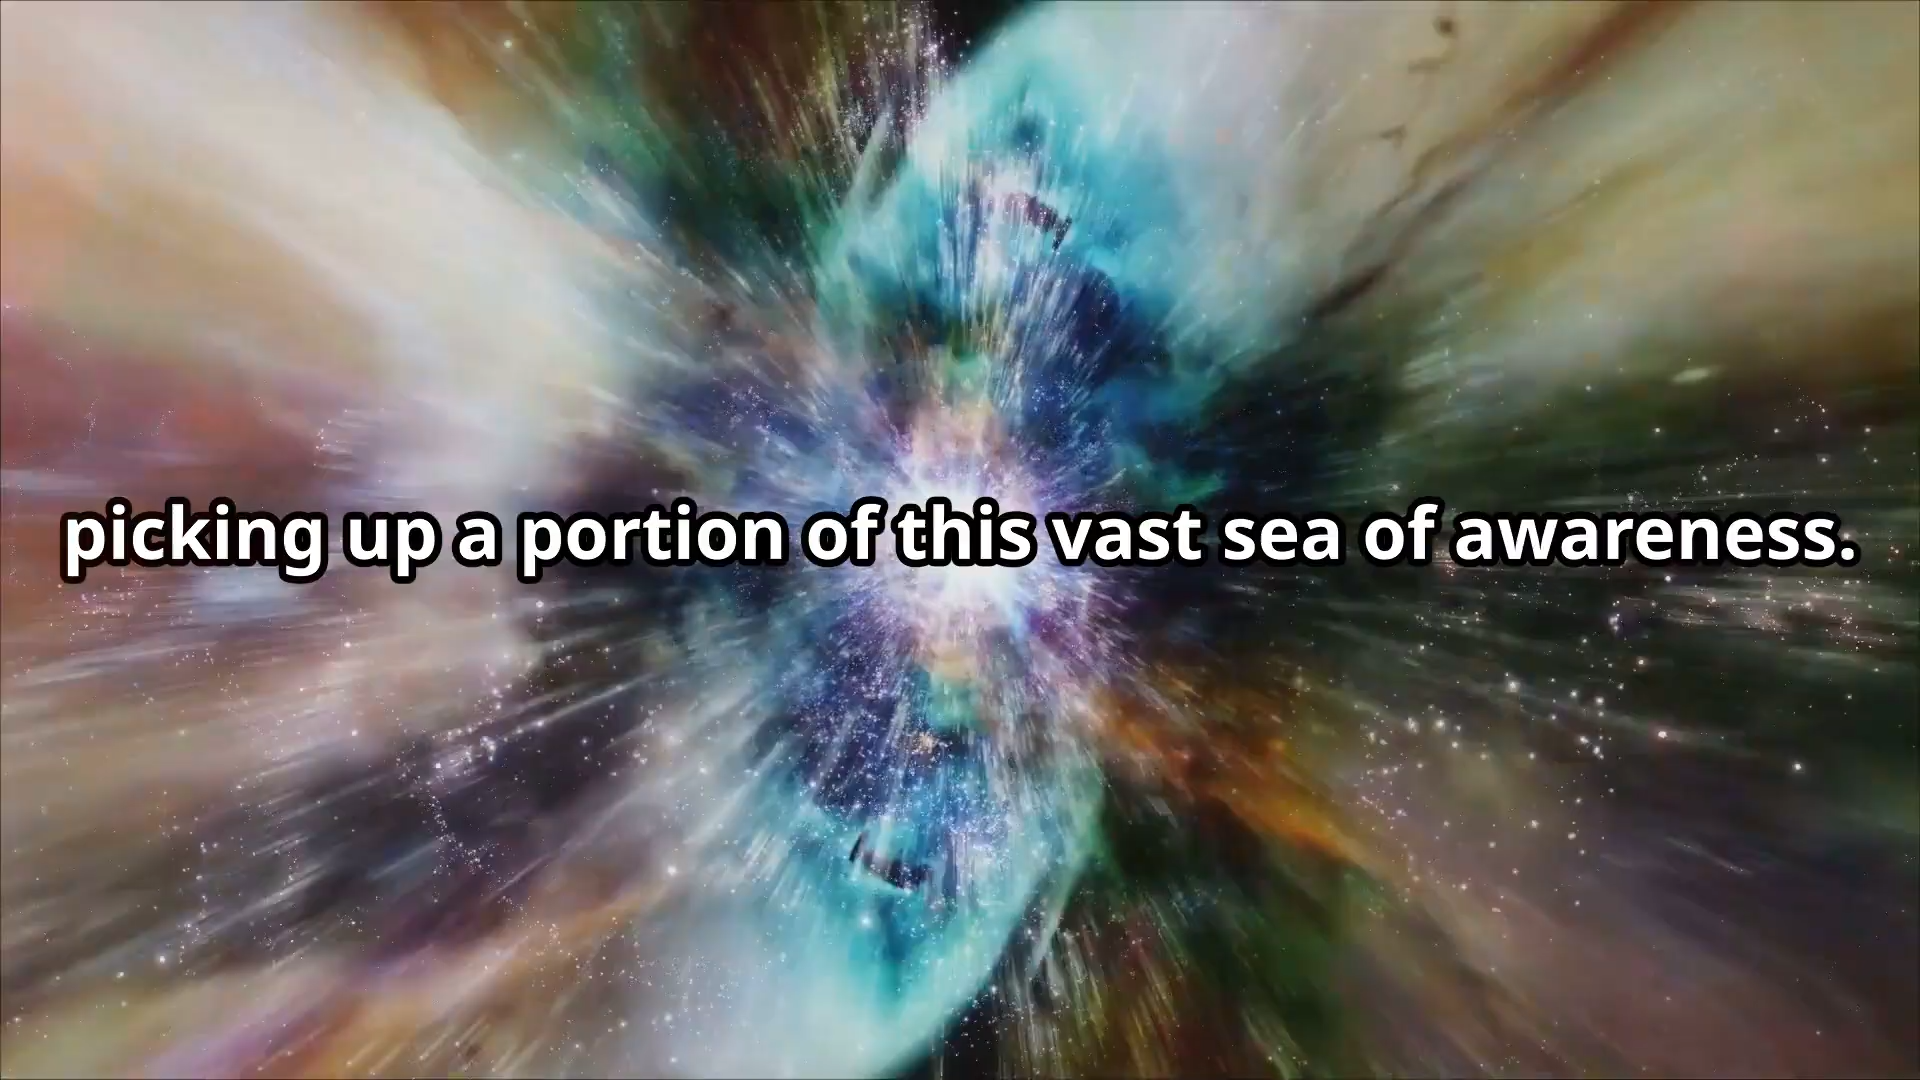 picking up a portion of this vast sea of awareness.